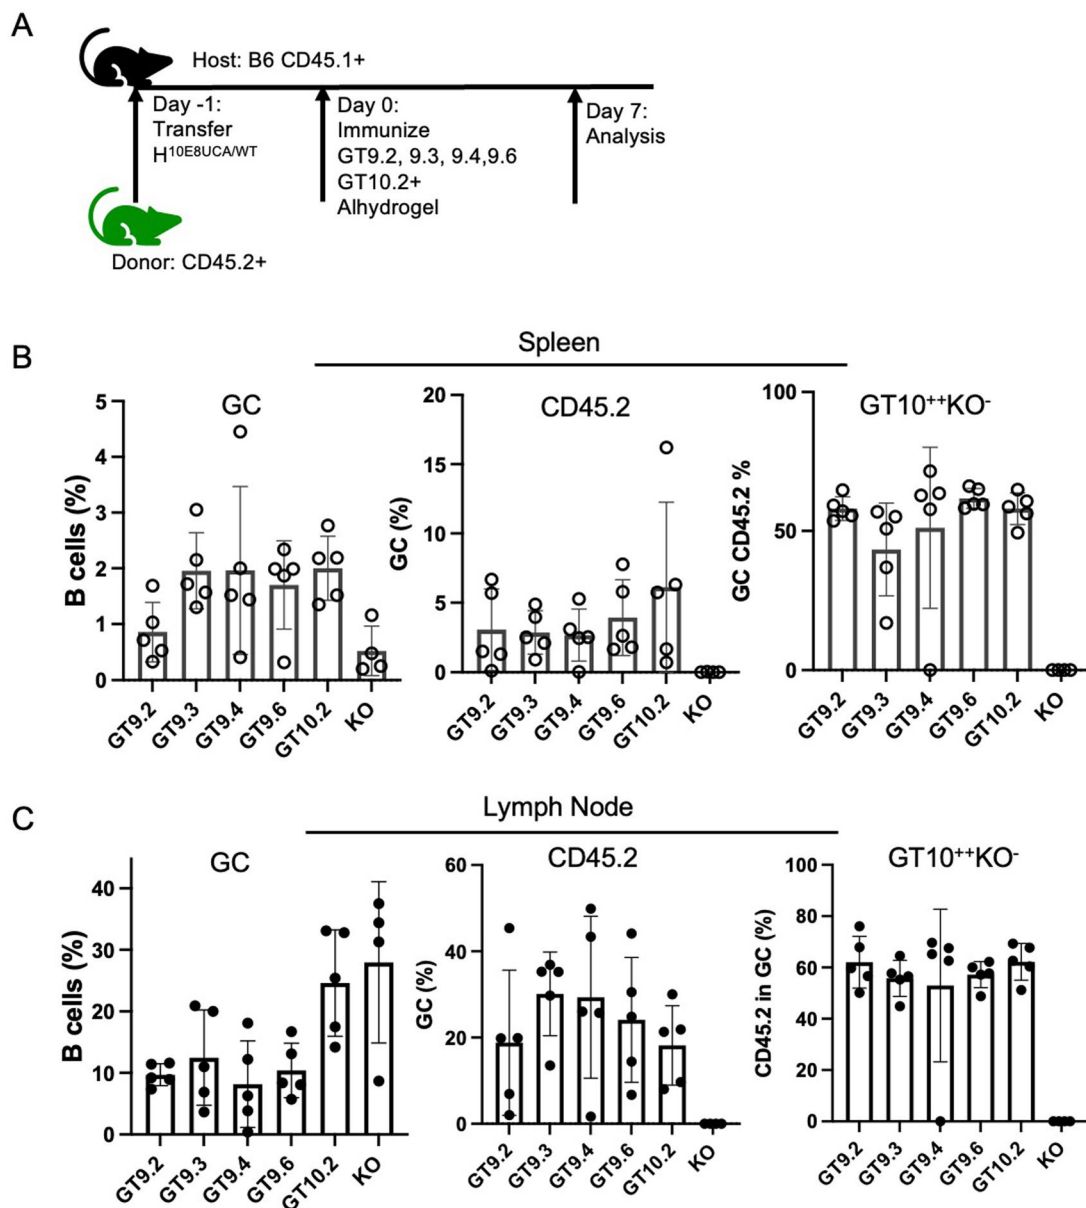 A
Host: B6 CD45.1+
Day -1:
Transfer
H10E8UCA/WT
Day 0:
Immunize
GT9.2, 9.3, 9.4,9.6
GT10.2+
Alhydrogel
Day 7:
Analysis
Donor: CD45.2+
B
Spleen
GC
B cells (%)
5
4
3
2
1
0
GT9.2
GT9.3
GT9.4
GT9.6
GT10.2
KO
CD45.2
GC (%)
20
15
10
5
0
GT9.2
GT9.3
GT9.4
GT9.6
GT10.2
KO
GT10++KO-
GC CD45.2 %
100
50
0
GT9.2
GT9.3
GT9.4
GT9.6
GT10.2
KO
C
Lymph Node
GC
B cells (%)
40
30
20
10
0
GT9.2
GT9.3
GT9.4
GT9.6
GT10.2
KO
CD45.2
GC (%)
60
40
20
0
GT9.2
GT9.3
GT9.4
GT9.6
GT10.2
KO
GT10++KO-
CD45.2 in GC (%)
100
80
60
40
20
0
GT9.2
GT9.3
GT9.4
GT9.6
GT10.2
KO